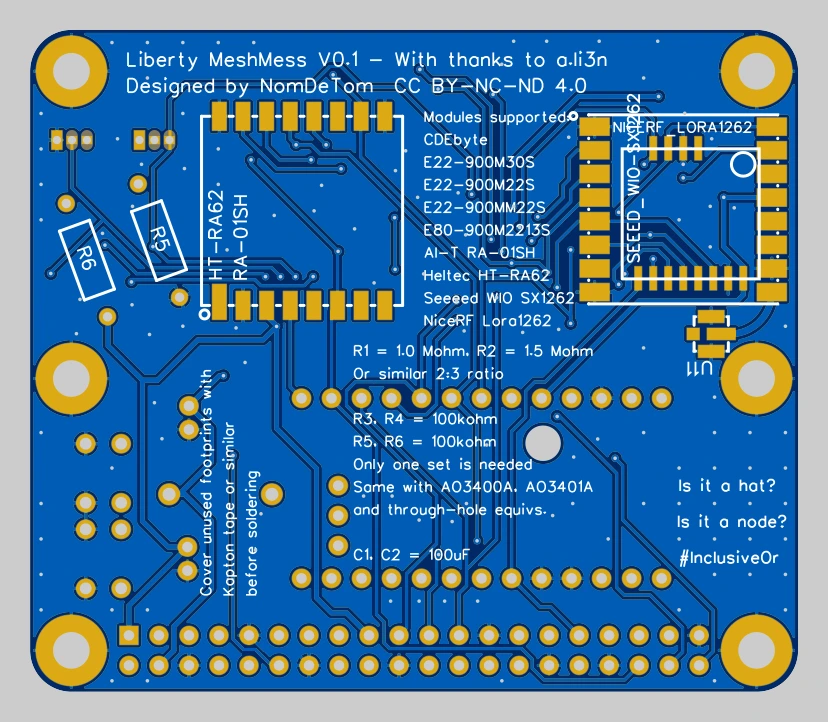 Liberty MeshMess V0.1 - With thanks to a.li3n
Designed by NomDeTom CC BY-NC-ND 4.0
Modules supported:
CDEbyte
E22-900M30S
E22-900M22S
E22-900MM22S
E80-900M2213S
AI-T RA-01SH
Heltec HT-RA62
Seeeed WIO SX1262
NiceRF Lora1262
NICERF_LORA1262
SEEED_WIO-SX1262
HT-RA62
RA-01SH
R5
R6
U11
R1 = 1.0 Mohm. R2 = 1.5 Mohm
Or similar 2:3 ratio
R3. R4 = 100kohm
R5. R6 = 100kohm
Only one set is needed
Same with AO3400A. AO3401A
and through-hole equivs.
C1. C2 = 100uF
Cover unused footprints with
Kapton tape or similar
before soldering
Is it a hat?
Is it a node?
#InclusiveOr